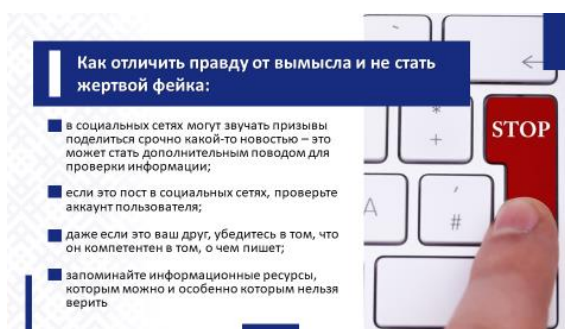 Как отличить правду от вымысла и не стать
жертвой фейка:
в социальных сетях могут звучать призывы
поделиться срочно какой-то новостью – это
может стать дополнительным поводом для
проверки информации;
если это пост в социальных сетях, проверьте
аккаунт пользователя;
даже если это ваш друг, убедитесь в том, что
он компетентен в том, о чем пишет;
запоминайте информационные ресурсы,
которым можно и особенно которым нельзя
верить
*
+
STOP
A
'
#